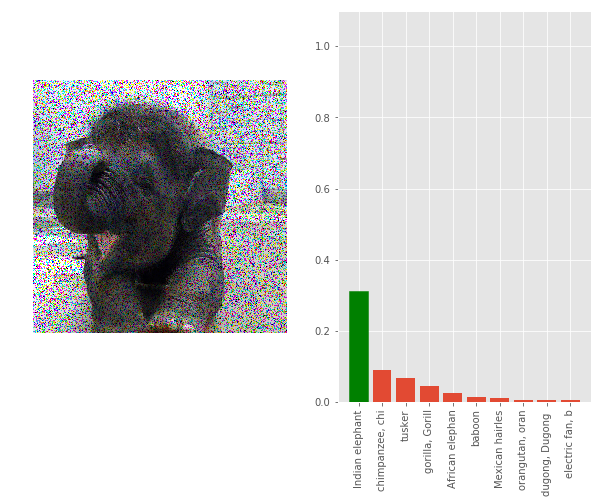 1.0
0.8
0.6
0.4
0.2
0.0
Indian elephant
chimpanzee, chi
tusker
gorilla, Gorill
African elephan
baboon
Mexican hairles
orangutan, oran
dugong, Dugong
electric fan, b